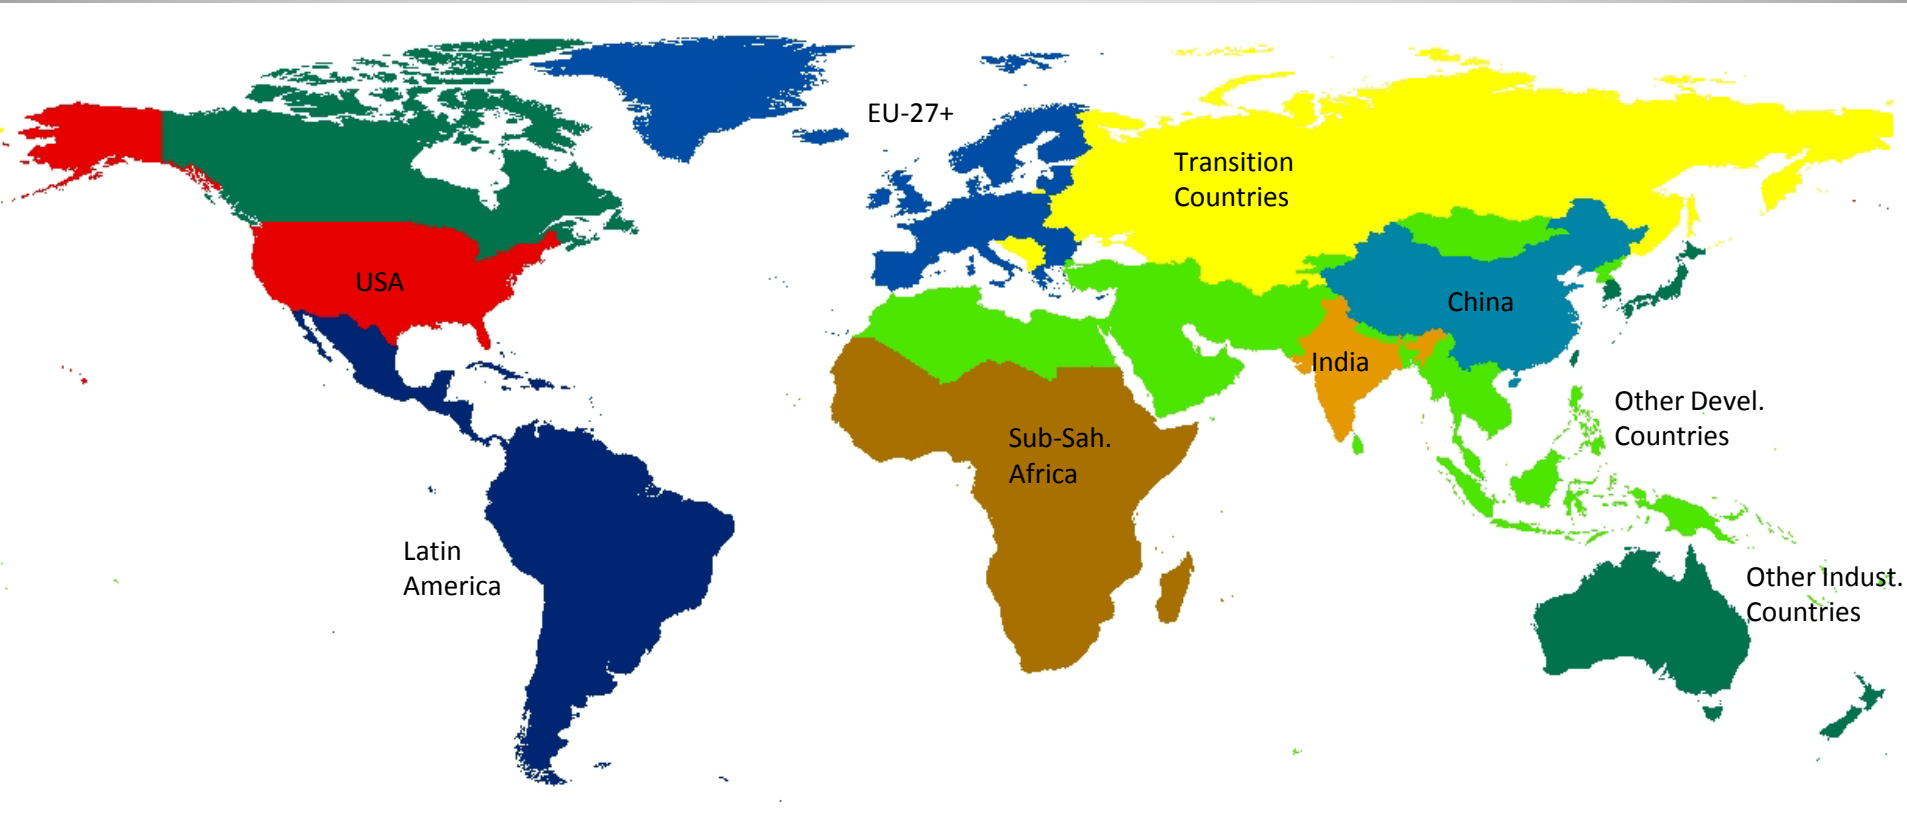 EU-27+
Transition
Countries
USA
China
India
Other Devel.
Countries
Sub-Sah.
Africa
Latin
America
Other Indust.
Countries